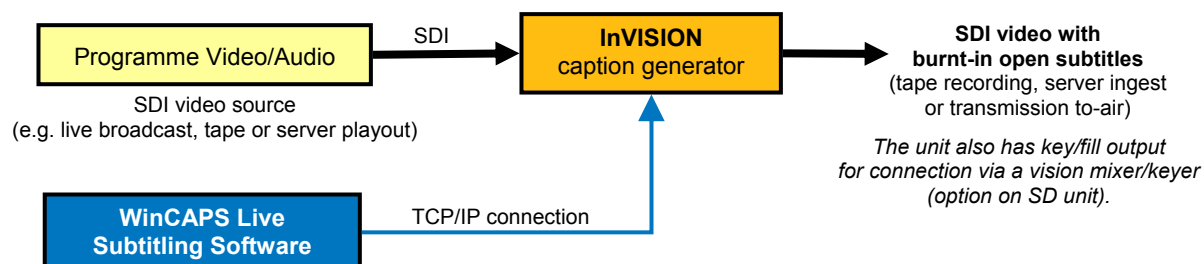 Programme Video/Audio
SDI video source
(e.g. live broadcast, tape or server playout)
SDI
InVISION
caption generator
SDI video with
burnt-in open subtitles
(tape recording, server ingest
or transmission to-air)
The unit also has key/fill output
for connection via a vision mixer/keyer
(option on SD unit).
WinCAPS Live
Subtitling Software
TCP/IP connection